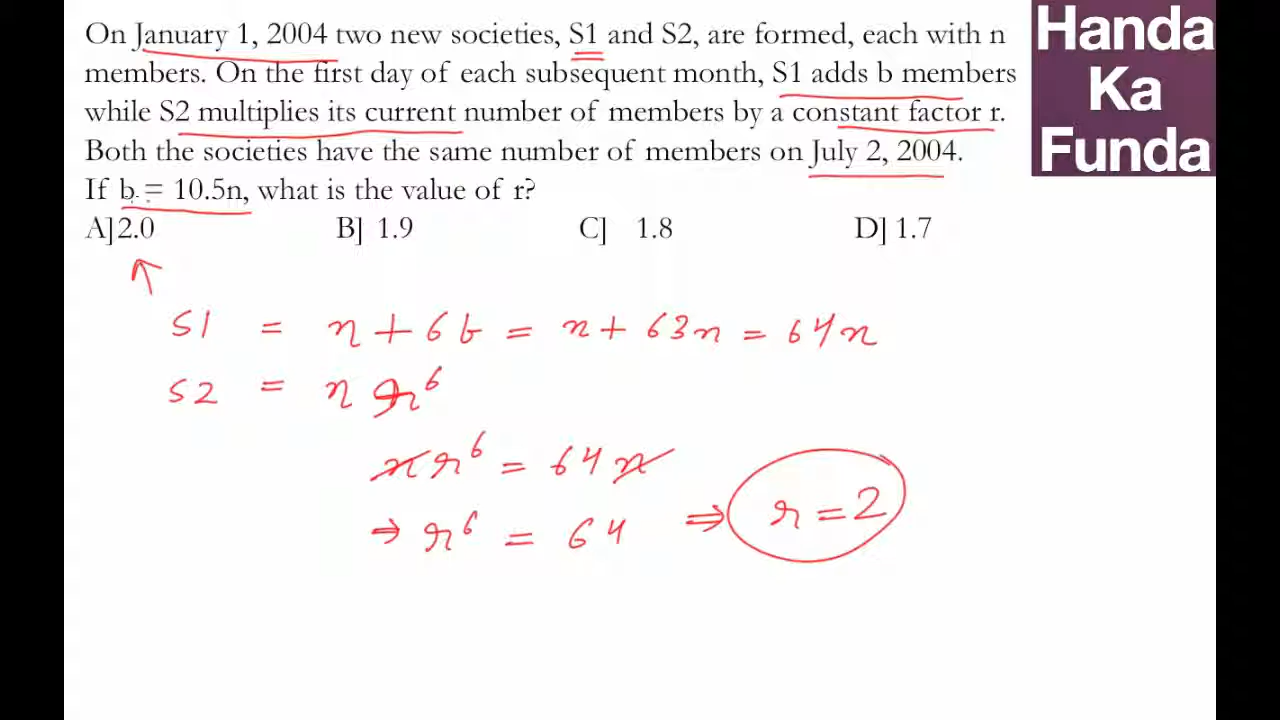 On January 1, 2004 two new societies, S1 and S2, are formed, each with n
members. On the first day of each subsequent month, S1 adds b members
while S2 multiplies its current number of members by a constant factor r.
Both the societies have the same number of members on July 2, 2004.
If b = 10.5n, what is the value of r?
A]2.0 B] 1.9 C] 1.8 D] 1.7
Handa
Ka
Funda
S1 = n + 6b = n + 63n = 64n
S2 = n r⁶
n r⁶ = 64n
⇒ r⁶ = 64 ⇒ r = 2